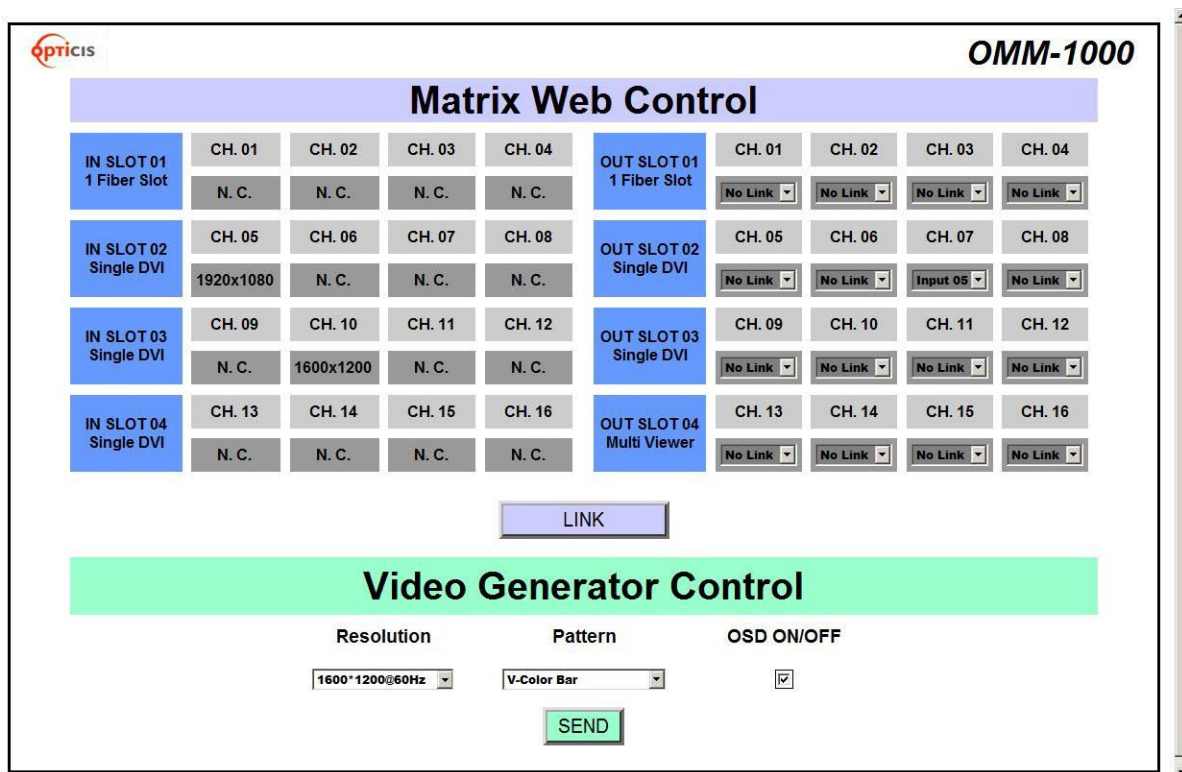 OPTICIS
OMM-1000
Matrix Web Control
IN SLOT 01
1 Fiber Slot
CH. 01 CH. 02 CH. 03 CH. 04
N. C. N. C. N. C. N. C.
OUT SLOT 01
1 Fiber Slot
CH. 01 CH. 02 CH. 03 CH. 04
No Link No Link No Link No Link
IN SLOT 02
Single DVI
CH. 05 CH. 06 CH. 07 CH. 08
1920x1080 N. C. N. C. N. C.
OUT SLOT 02
Single DVI
CH. 05 CH. 06 CH. 07 CH. 08
No Link No Link Input 05 No Link
IN SLOT 03
Single DVI
CH. 09 CH. 10 CH. 11 CH. 12
N. C. 1600x1200 N. C. N. C.
OUT SLOT 03
Single DVI
CH. 09 CH. 10 CH. 11 CH. 12
No Link No Link No Link No Link
IN SLOT 04
Single DVI
CH. 13 CH. 14 CH. 15 CH. 16
N. C. N. C. N. C. N. C.
OUT SLOT 04
Multi Viewer
CH. 13 CH. 14 CH. 15 CH. 16
No Link No Link No Link No Link
LINK
Video Generator Control
Resolution Pattern OSD ON/OFF
1600*1200@60Hz V-Color Bar
SEND